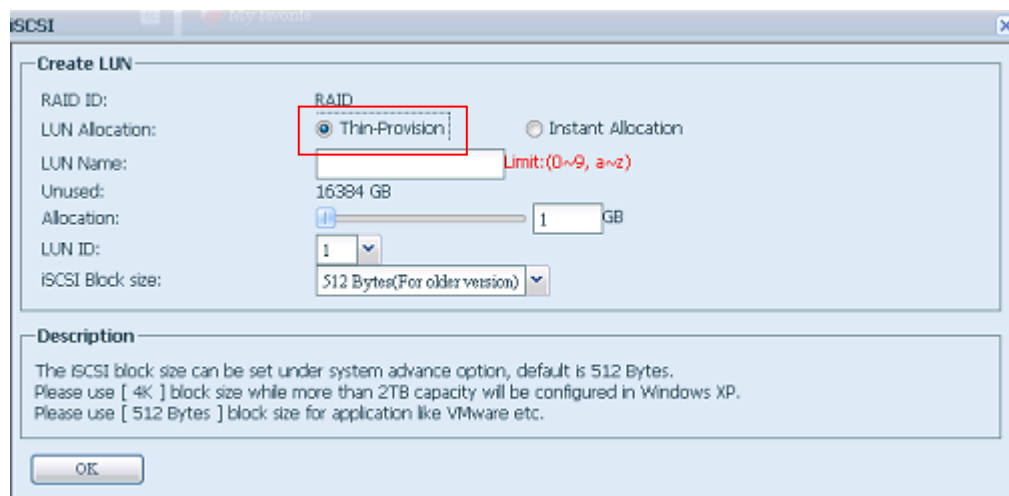 My favorite
iSCSI
Create LUN
RAID ID: RAID
LUN Allocation: Thin-Provision Instant Allocation
LUN Name: Limit:(0~9, a~z)
Unused: 16384 GB
Allocation: 1 GB
LUN ID: 1
iSCSI Block size: 512 Bytes(For older version)
Description
The iSCSI block size can be set under system advance option, default is 512 Bytes.
Please use [ 4K ] block size while more than 2TB capacity will be configured in Windows XP.
Please use [ 512 Bytes ] block size for application like VMware etc.
OK